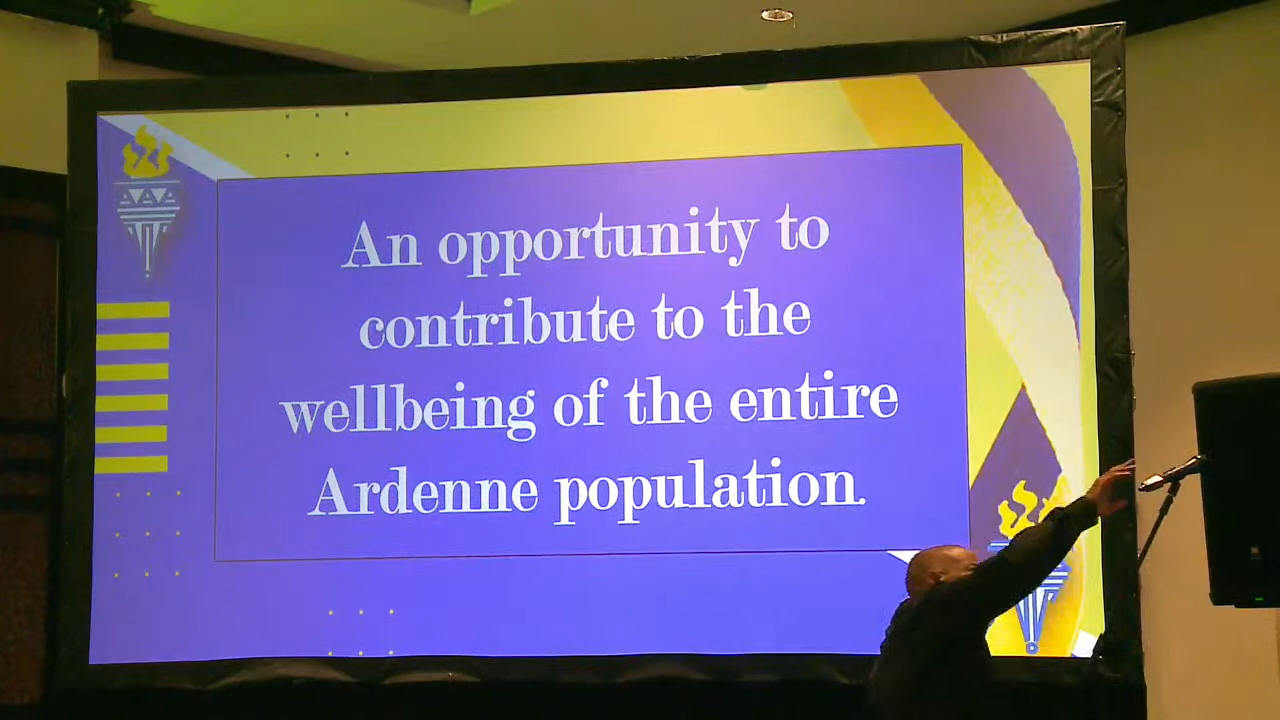 An opportunity to
contribute to the
wellbeing of the entire
Ardenne population.